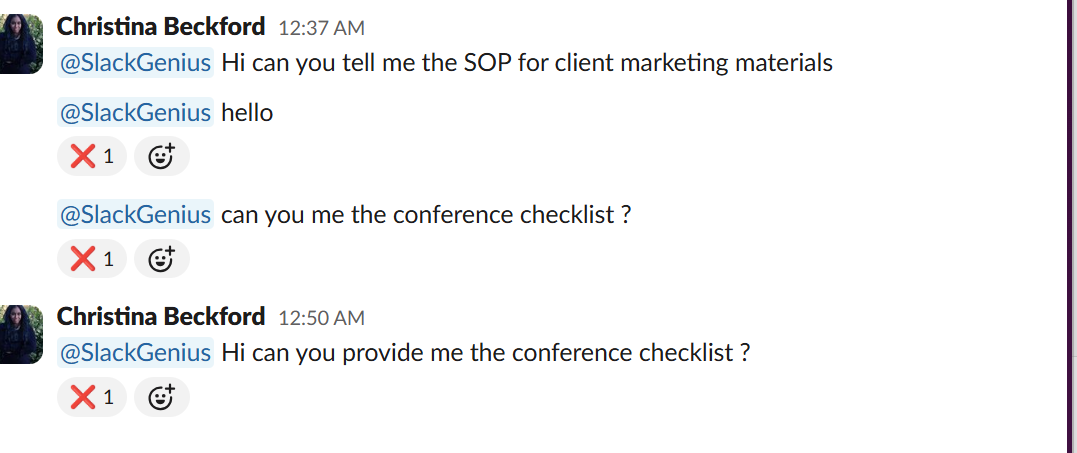 Christina Beckford 12:37 AM
@SlackGenius Hi can you tell me the SOP for client marketing materials
@SlackGenius hello
❌ 1
@SlackGenius can you me the conference checklist ?
❌ 1
Christina Beckford 12:50 AM
@SlackGenius Hi can you provide me the conference checklist ?
❌ 1